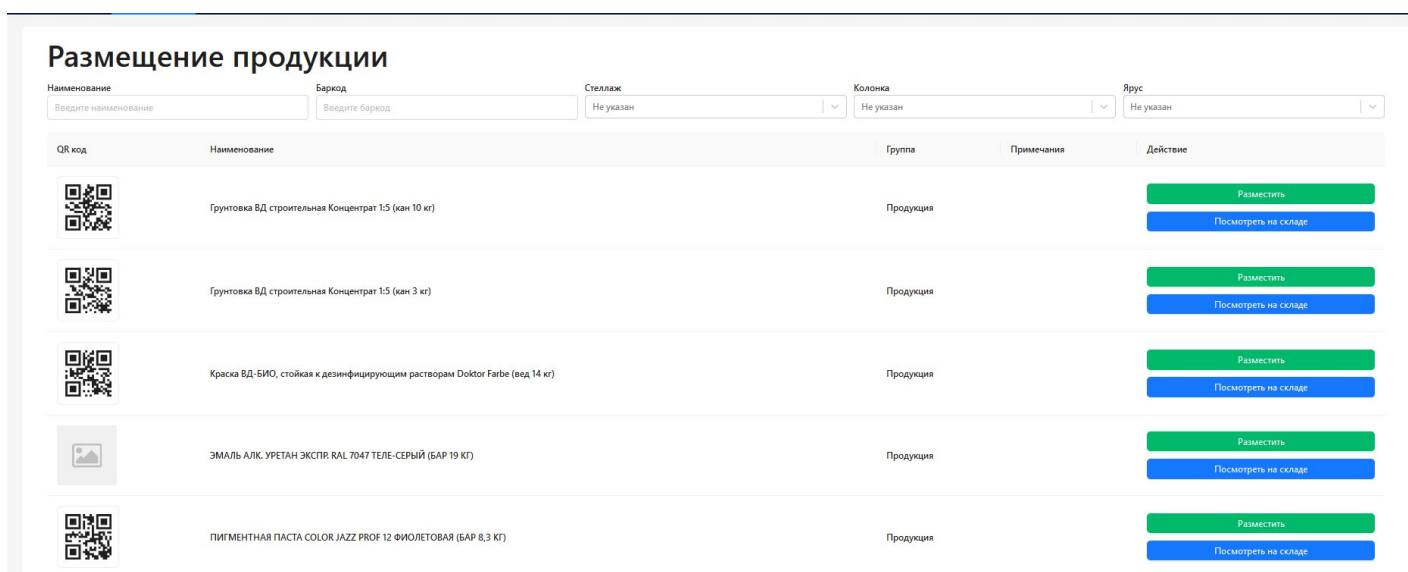 Размещение продукции
Наименование Баркод Стеллаж Колонка Ярус
Введите наименование Введите баркод Не указан Не указан Не указан
QR код Наименование Группа Примечания Действие
Разместить
Грунтовка ВД строительная Концентрат 1:5 (кан 10 кг) Продукция
Посмотреть на складе
Разместить
Грунтовка ВД строительная Концентрат 1:5 (кан 3 кг) Продукция
Посмотреть на складе
Разместить
Краска ВД-БИО, стойкая к дезинфицирующим растворам Doktor Farbe (вед 14 кг) Продукция
Посмотреть на складе
Разместить
ЭМАЛЬ АЛК. УРЕТАН ЭКСПР. RAL 7047 ТЕЛЕ-СЕРЫЙ (БАР 19 КГ) Продукция
Посмотреть на складе
Разместить
ПИГМЕНТНАЯ ПАСТА COLOR JAZZ PROF 12 ФИОЛЕТОВАЯ (БАР 8,3 КГ) Продукция
Посмотреть на складе